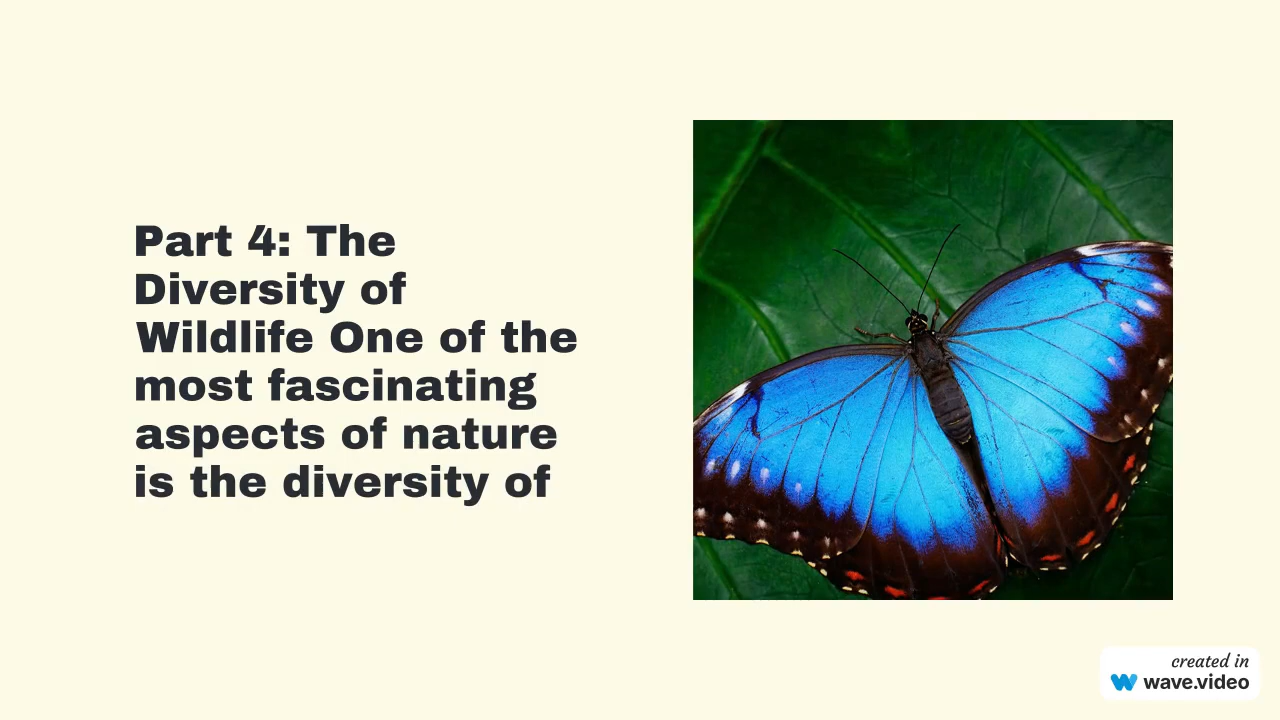 Part 4: The
Diversity of
Wildlife One of the
most fascinating
aspects of nature
is the diversity of
created in
wave.video